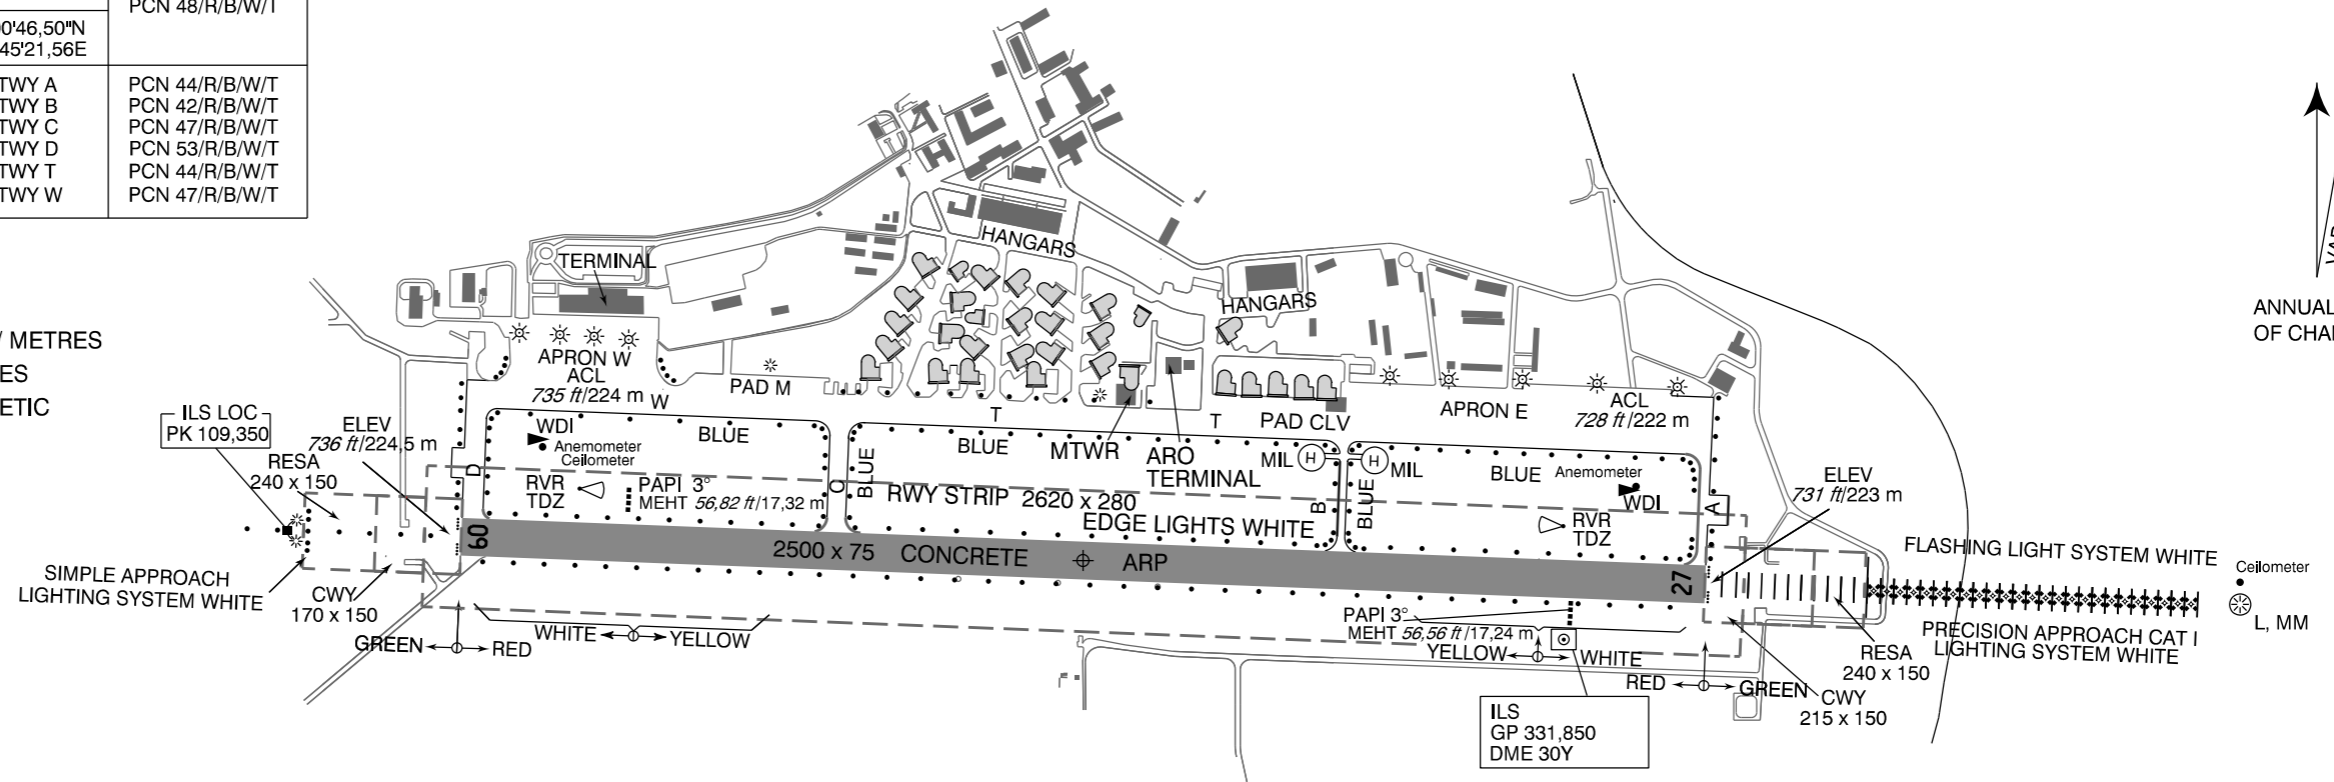 PCN 48/R/B/W/T
0'46,50"N
45'21,56E
TWY A PCN 44/R/B/W/T
TWY B PCN 42/R/B/W/T
TWY C PCN 47/R/B/W/T
TWY D PCN 53/R/B/W/T
TWY T PCN 44/R/B/W/T
TWY W PCN 47/R/B/W/T
METRES
ES
ETIC
ANNUAL
OF CHA
VAR
TERMINAL
HANGARS
HANGARS
APRON W
ACL
735 ft/224 m
W
PAD M
T
T
PAD CLV
APRON E
ACL
728 ft/222 m
ILS LOC
PK 109,350
ELEV
736 ft/224,5 m
RESA
240 x 150
WDI
Anemometer
Ceilometer
BLUE
BLUE
MTWR
ARO
TERMINAL
MIL H
H MIL
BLUE
Anemometer
WDI
ELEV
731 ft/223 m
D
RVR
TDZ
PAPI 3°
MEHT 56,82 ft/17,32 m
C
BLUE
RWY STRIP 2620 x 280
EDGE LIGHTS WHITE
B
BLUE
RVR
TDZ
A
09
2500 x 75 CONCRETE
ARP
27
SIMPLE APPROACH
LIGHTING SYSTEM WHITE
CWY
170 x 150
GREEN
RED
WHITE
YELLOW
PAPI 3°
MEHT 56,56 ft/17,24 m
YELLOW
WHITE
RED
GREEN
CWY
215 x 150
RESA
240 x 150
FLASHING LIGHT SYSTEM WHITE
PRECISION APPROACH CAT I
LIGHTING SYSTEM WHITE
Ceilometer
L, MM
ILS
GP 331,850
DME 30Y